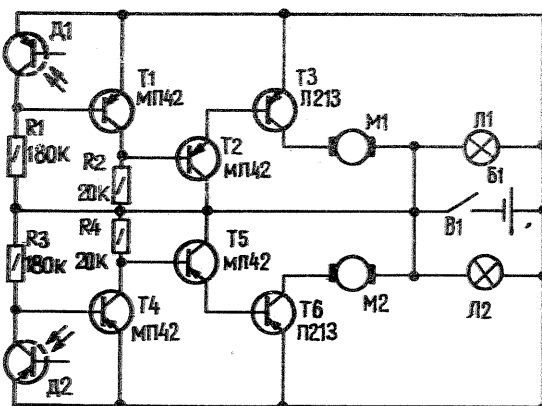 Д1
Т1
МП42
Т3
П213
М1
Л1
R1
180К
R2
20К
Т2
МП42
Б1
R3
180К
R4
20К
Т5
МП42
В1
Т4
МП42
Т6
П213
М2
Л2
Д2